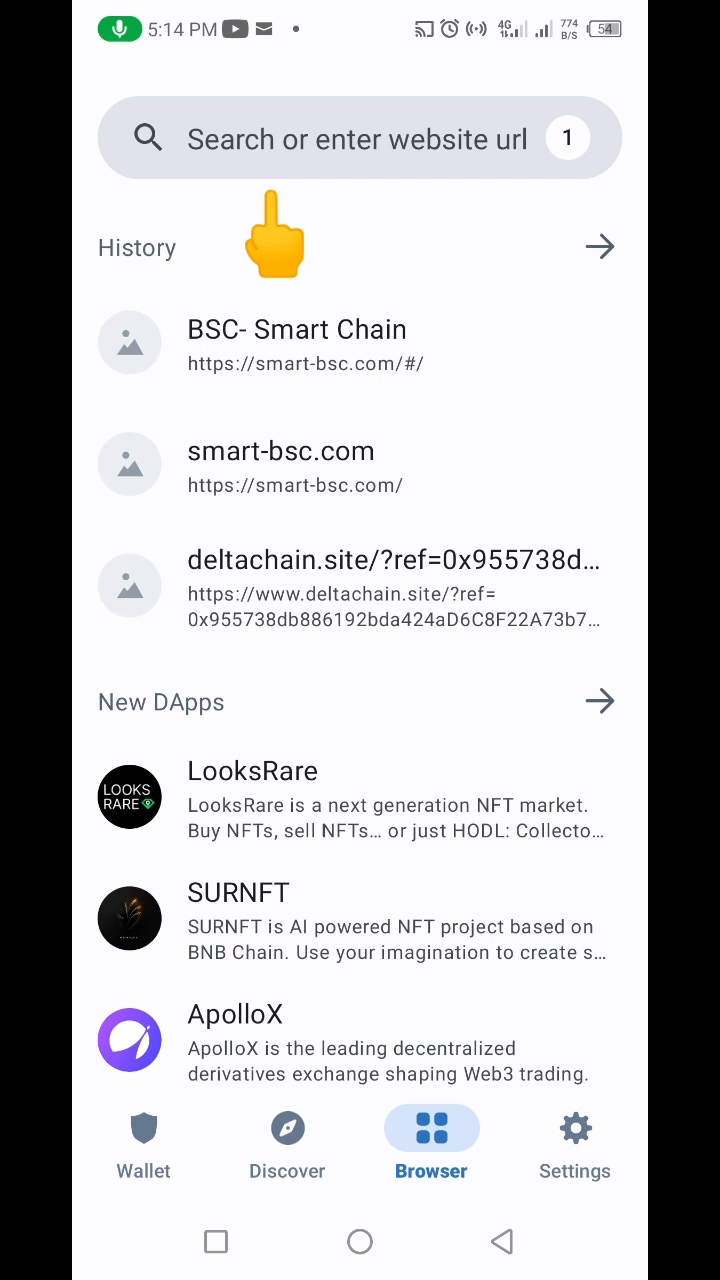 5:14 PM
4G
774
B/S
54
Search or enter website url
1
History
BSC- Smart Chain
https://smart-bsc.com/#/
smart-bsc.com
https://smart-bsc.com/
deltachain.site/?ref=0x955738d...
https://www.deltachain.site/?ref=
0x955738db886192bda424aD6C8F22A73b7...
New DApps
LOOKS
RARE
LooksRare
LooksRare is a next generation NFT market.
Buy NFTs, sell NFTs... or just HODL: Collecto...
SURNFT
SURNFT
SURNFT is AI powered NFT project based on
BNB Chain. Use your imagination to create s...
ApolloX
ApolloX is the leading decentralized
derivatives exchange shaping Web3 trading.
Wallet
Discover
Browser
Settings